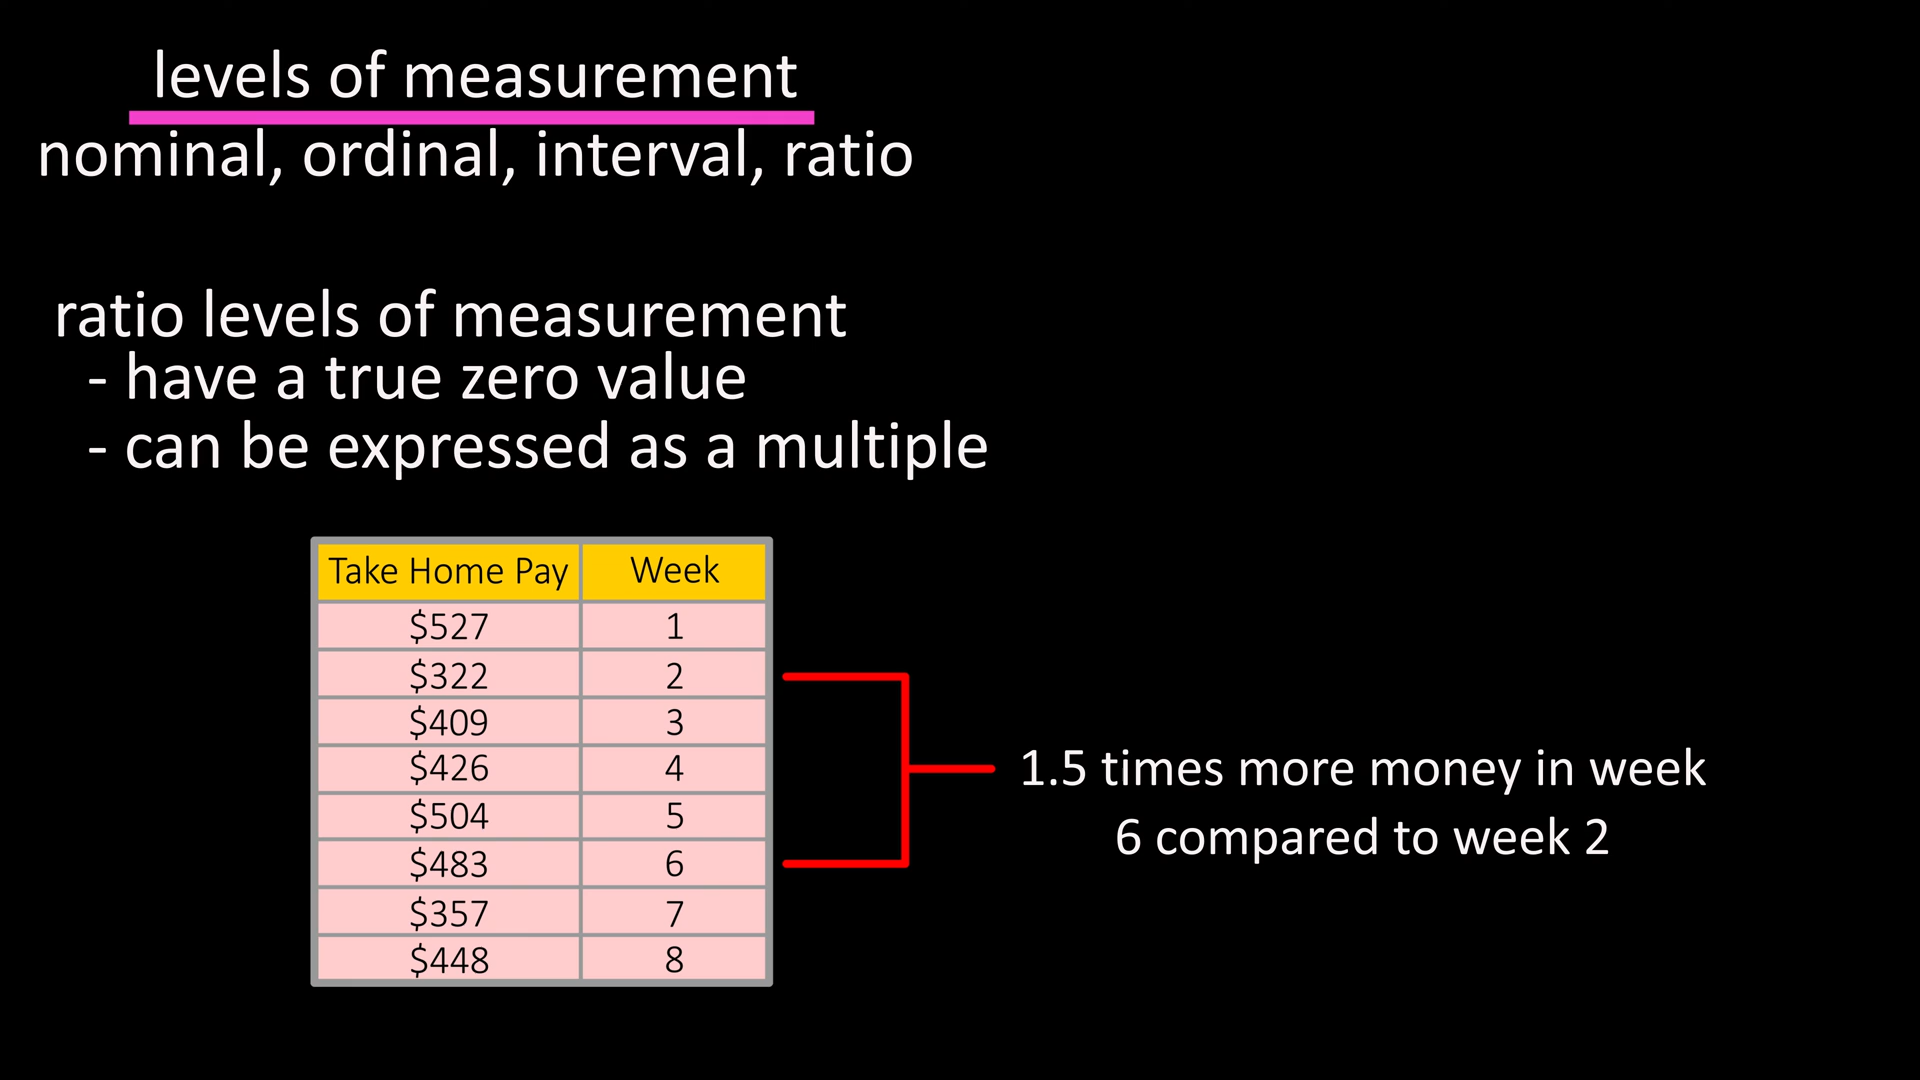 levels of measurement
nominal, ordinal, interval, ratio
ratio levels of measurement
- have a true zero value
- can be expressed as a multiple
Take Home Pay Week
$527 1
$322 2
$409 3
$426 4
$504 5
$483 6
$357 7
$448 8
1.5 times more money in week
6 compared to week 2